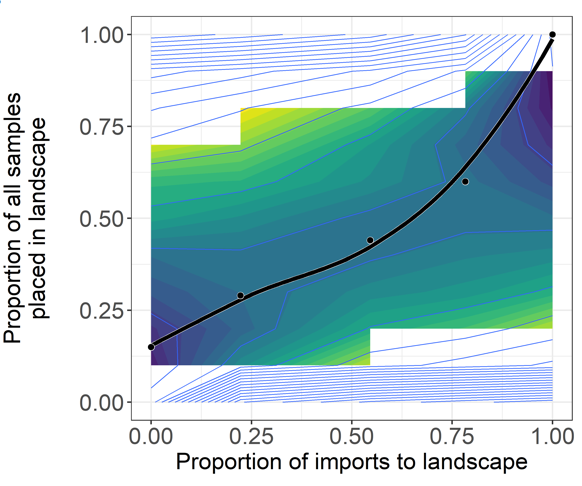 Proportion of all samples
placed in landscape
1.00
0.75
0.50
0.25
0.00
0.00 0.25 0.50 0.75 1.00
Proportion of imports to landscape